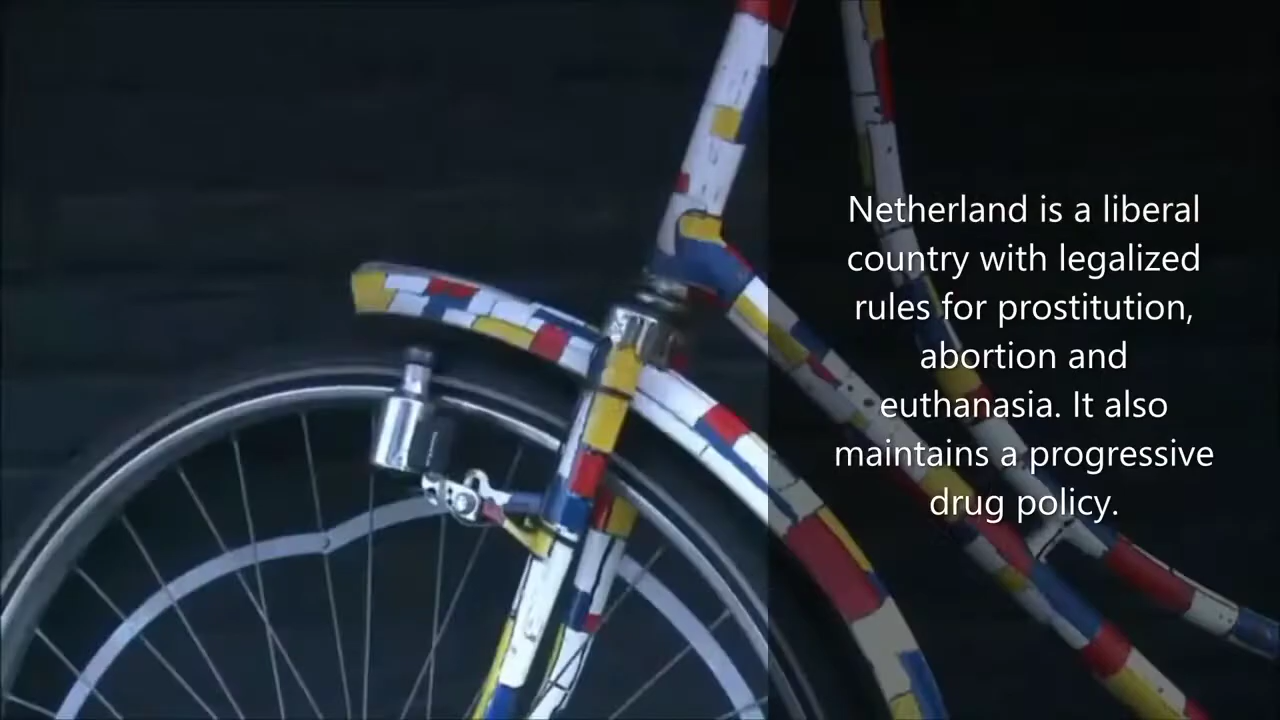 Netherland is a liberal
country with legalized
rules for prostitution,
abortion and
euthanasia. It also
maintains a progressive
drug policy.